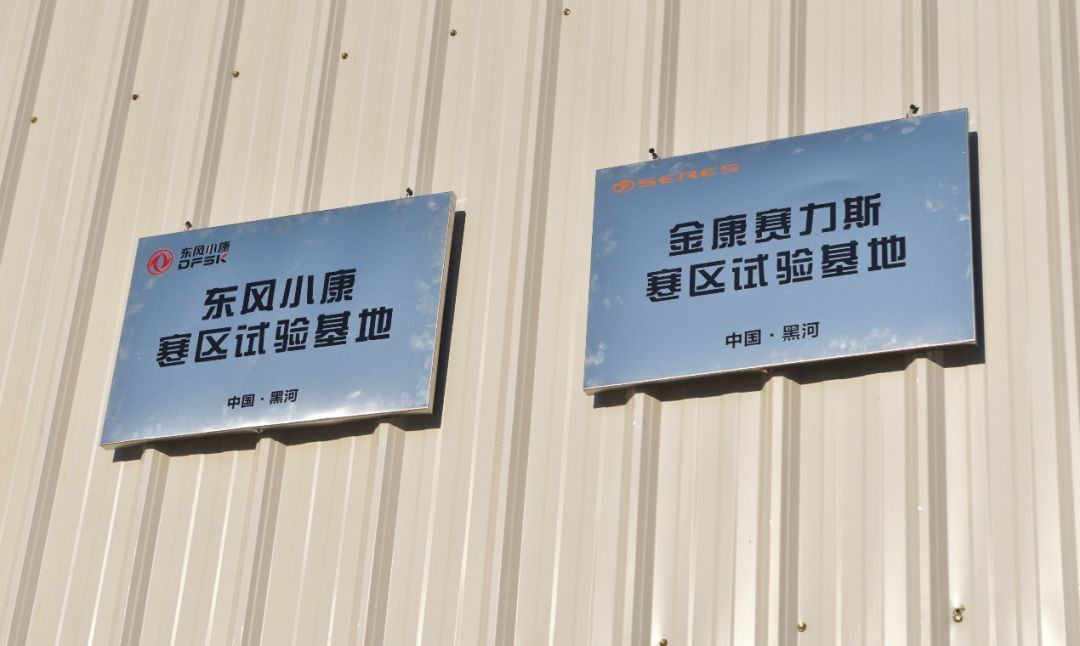 东风小康
DFSK
东风小康
寒区试验基地
中国·黑河
SERES
金康赛力斯
寒区试验基地
中国·黑河